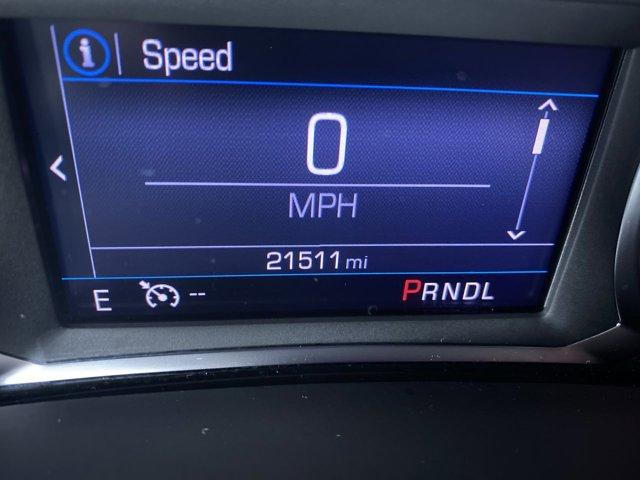 i Speed
0
MPH
21511 mi
E -- PRNDL